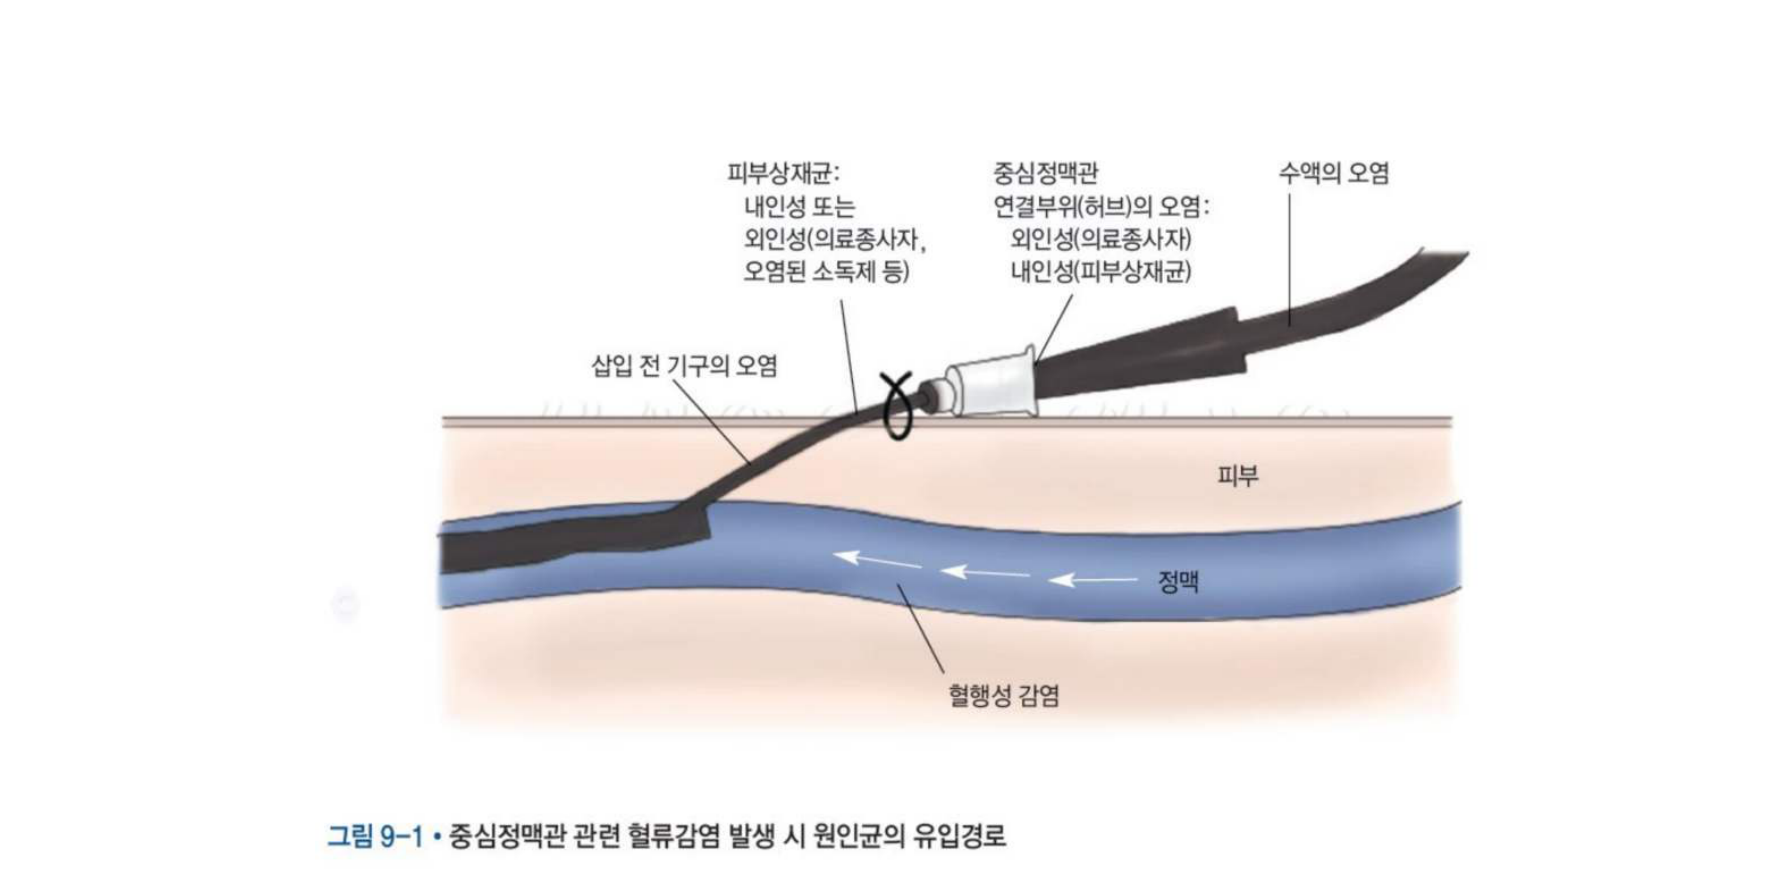 피부상재균:
내인성 또는
외인성(의료종사자,
오염된 소독제 등)
중심정맥관
연결부위(허브)의 오염:
외인성(의료종사자)
내인성(피부상재균)
수액의 오염
삽입 전 기구의 오염
피부
정맥
혈행성 감염
그림 9-1 • 중심정맥관 관련 혈류감염 발생 시 원인균의 유입경로